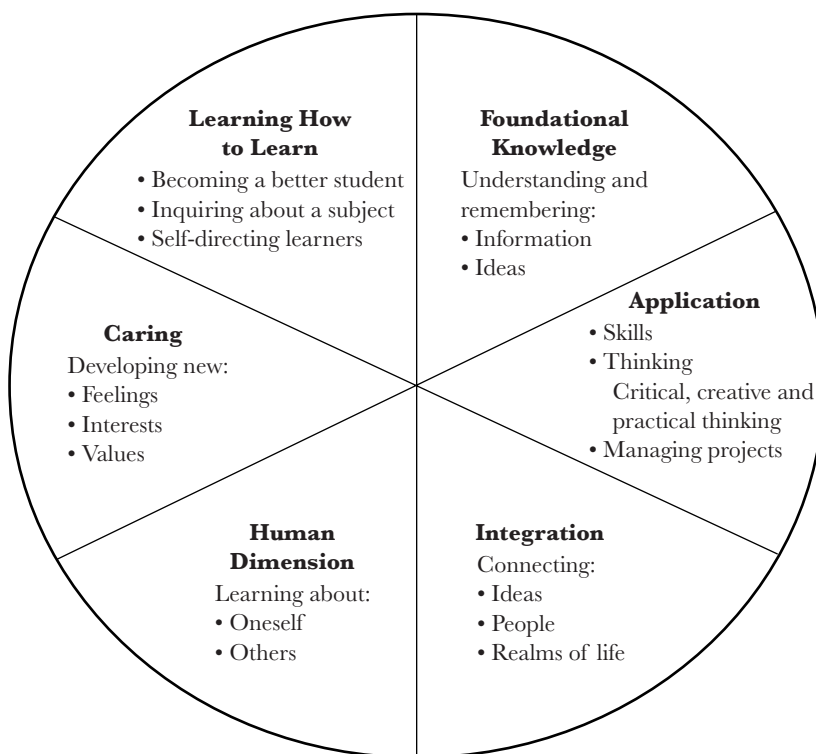 Learning How
to Learn
• Becoming a better student
• Inquiring about a subject
• Self-directing learners
Foundational
Knowledge
Understanding and
remembering:
• Information
• Ideas
Application
• Skills
• Thinking
Critical, creative and
practical thinking
• Managing projects
Integration
Connecting:
• Ideas
• People
• Realms of life
Human
Dimension
Learning about:
• Oneself
• Others
Caring
Developing new:
• Feelings
• Interests
• Values